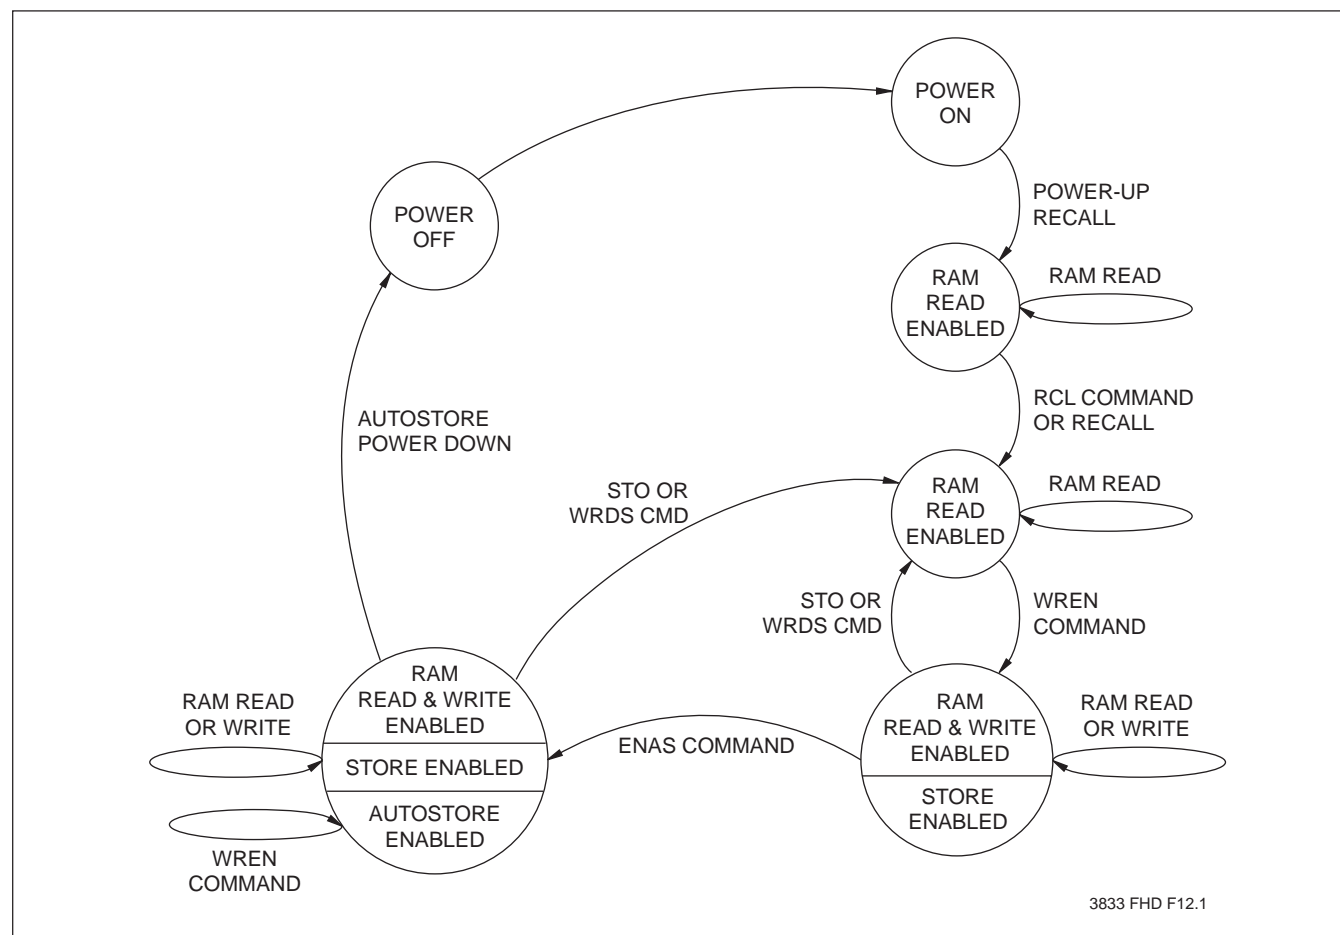 POWER
ON
POWER
OFF
POWER-UP
RECALL
RAM
READ
ENABLED
RAM READ
AUTOSTORE
POWER DOWN
RCL COMMAND
OR RECALL
STO OR
WRDS CMD
RAM
READ
ENABLED
RAM READ
STO OR
WRDS CMD
WREN
COMMAND
RAM READ
OR WRITE
RAM
READ & WRITE
ENABLED
STORE ENABLED
AUTOSTORE
ENABLED
WREN
COMMAND
ENAS COMMAND
RAM
READ & WRITE
ENABLED
STORE
ENABLED
RAM READ
OR WRITE
3833 FHD F12.1